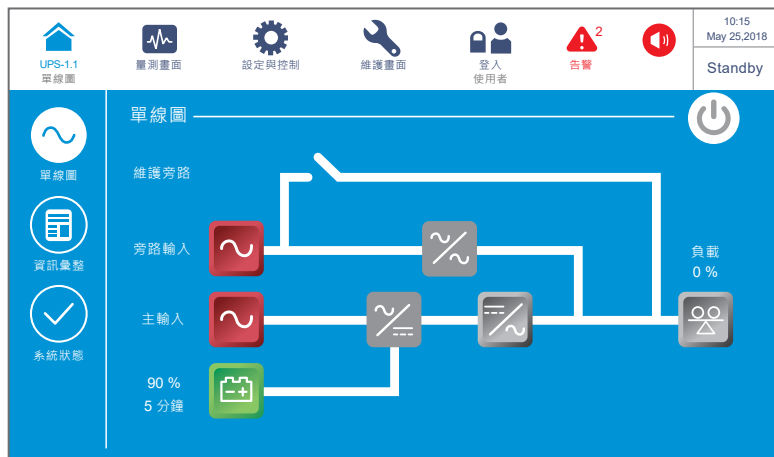 UPS-1.1
單線圖
量測畫面
設定與控制
維護畫面
登入
使用者
2
告警
10:15
May 25,2018
Standby
單線圖
資訊彙整
系統狀態
單線圖
維護旁路
旁路輸入
負載
0 %
主輸入
90 %
5 分鐘